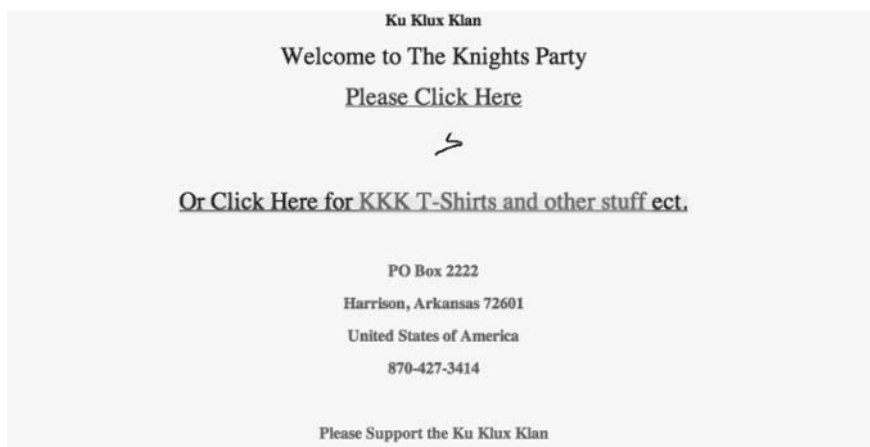 Ku Klux Klan
Welcome to The Knights Party
Please Click Here
Or Click Here for KKK T-Shirts and other stuff ect.
PO Box 2222
Harrison, Arkansas 72601
United States of America
870-427-3414
Please Support the Ku Klux Klan